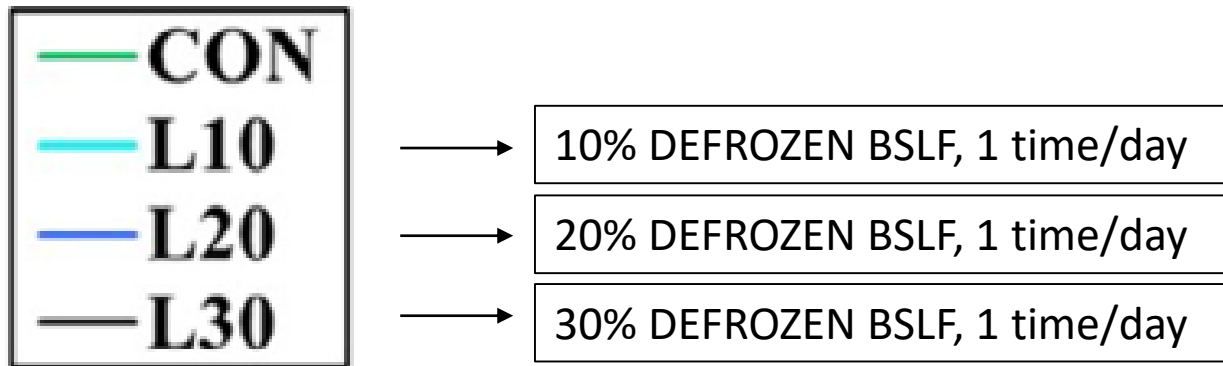 CON
L10
10% DEFROZEN BSLF, 1 time/day
L20
20% DEFROZEN BSLF, 1 time/day
L30
30% DEFROZEN BSLF, 1 time/day